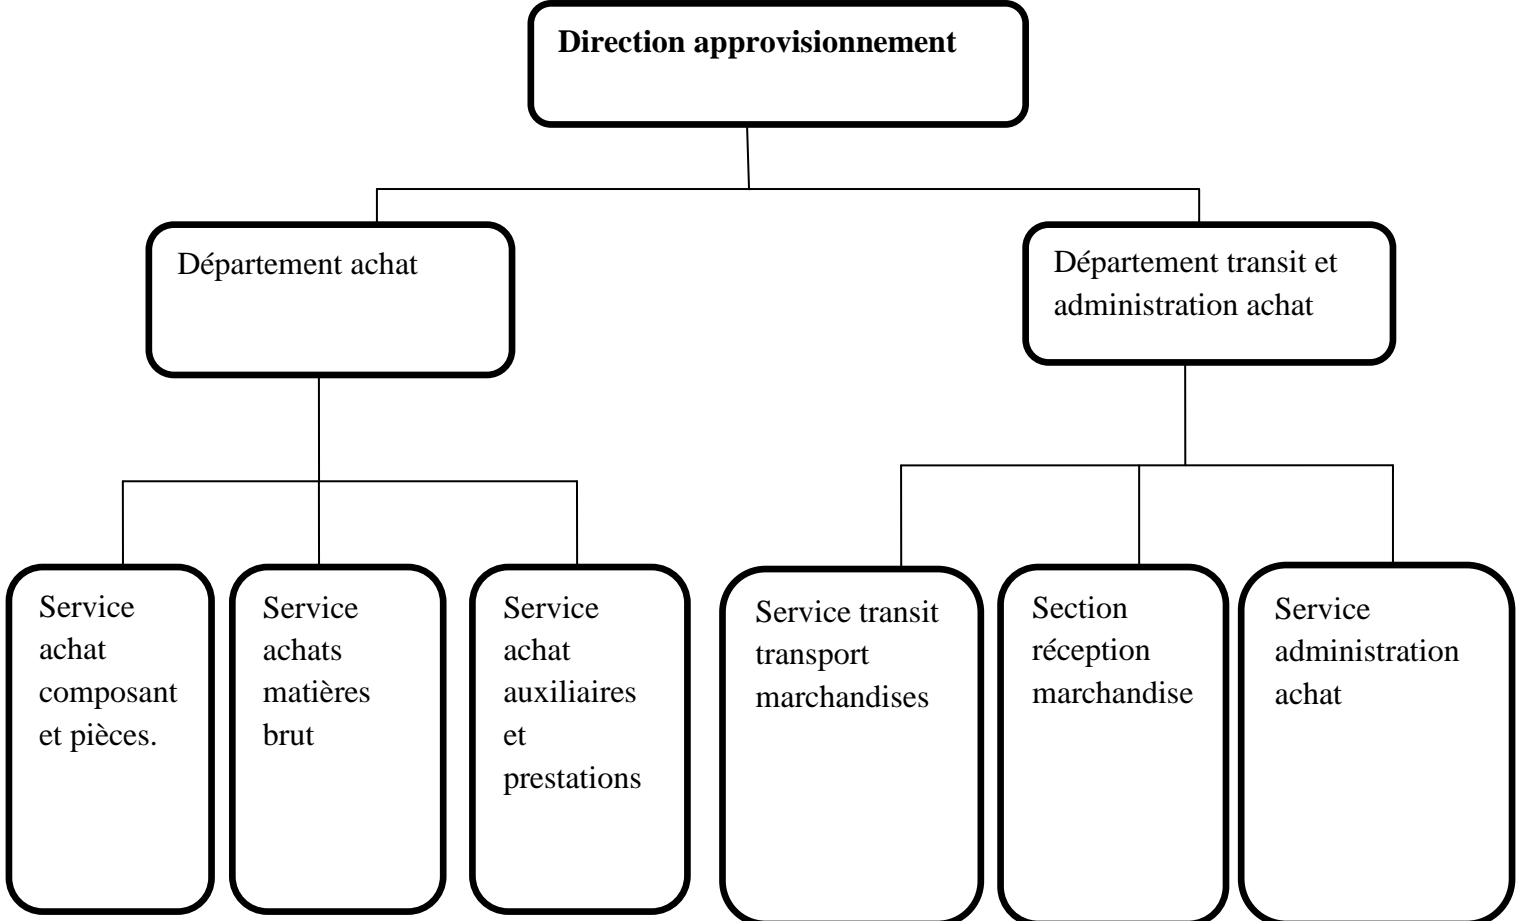 Direction approvisionnement
Département achat
Département transit et
administration achat
Service
achat
composant
et pièces.
Service
achats
matières
brut
Service
achat
auxiliaires
et
prestations
Service transit
transport
marchandises
Section
réception
marchandise
Service
administration
achat